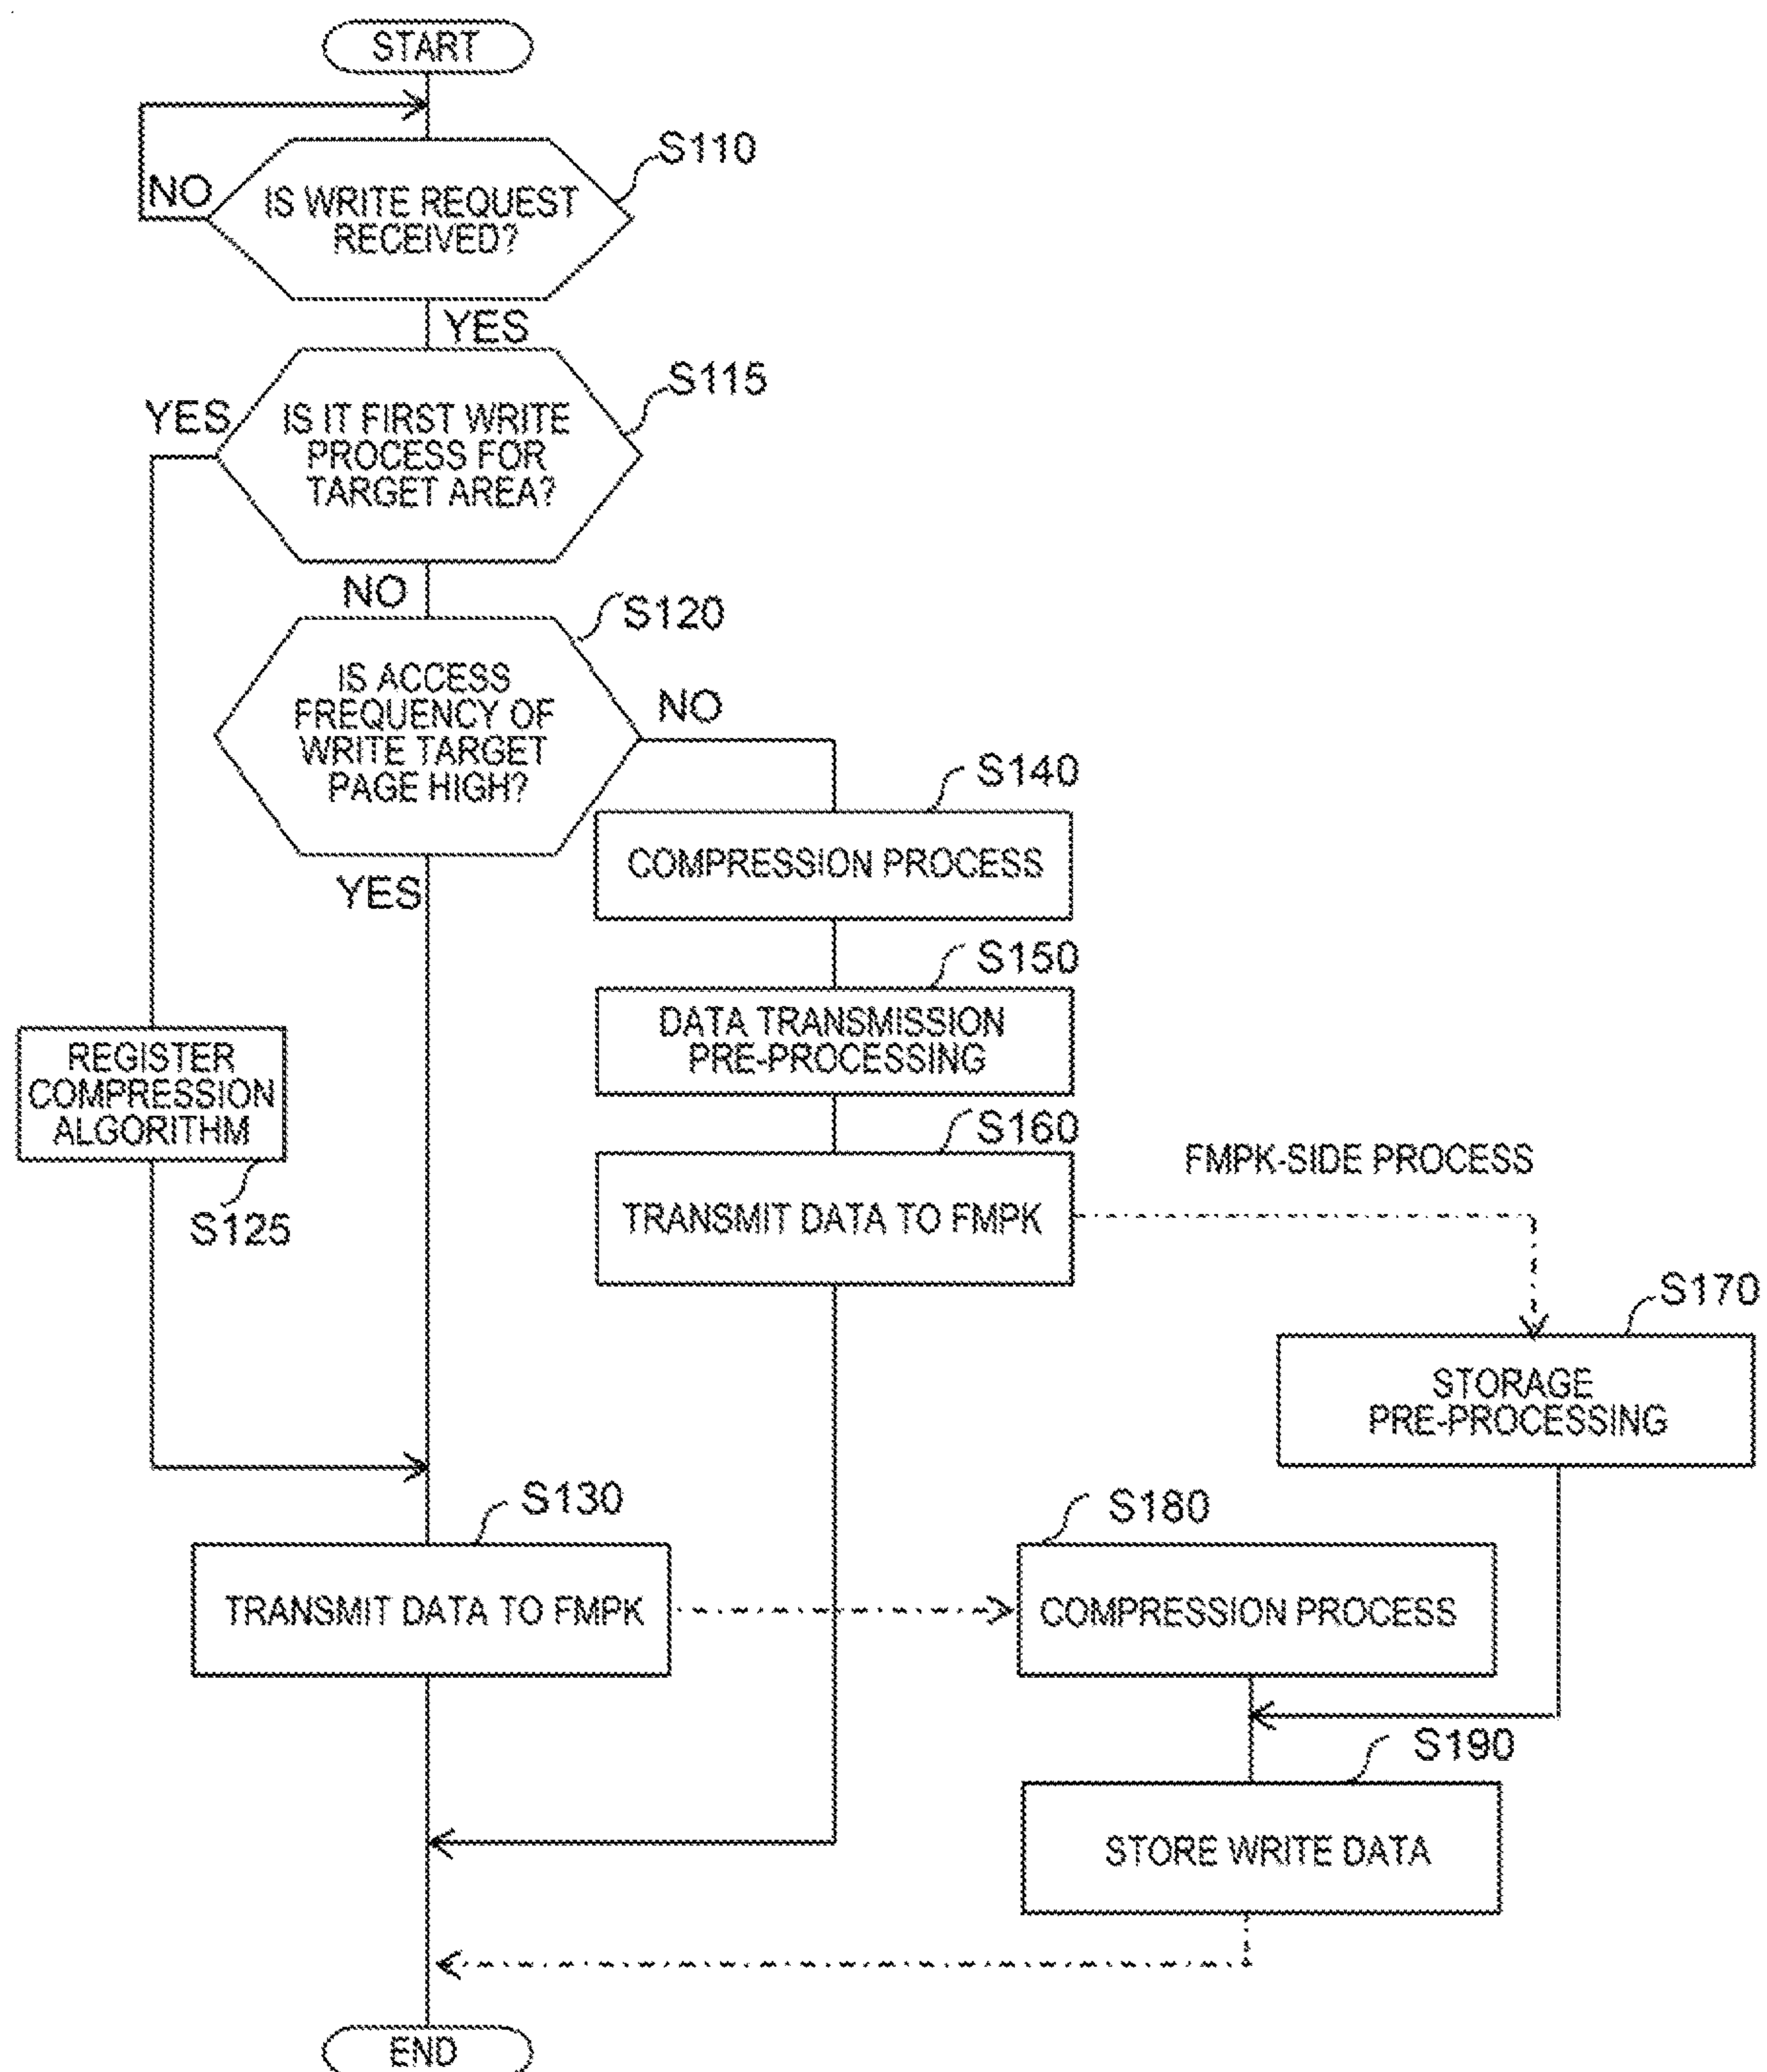 START
S110
NO
IS WRITE REQUEST
RECEIVED?
YES
S115
YES
IS IT FIRST WRITE
PROCESS FOR
TARGET AREA?
NO
S120
IS ACCESS
FREQUENCY OF
WRITE TARGET
PAGE HIGH?
NO
YES
S140
COMPRESSION PROCESS
S150
DATA TRANSMISSION
PRE-PROCESSING
REGISTER
COMPRESSION
ALGORITHM
S125
S160
TRANSMIT DATA TO FMPK
FMPK-SIDE PROCESS
S170
STORAGE
PRE-PROCESSING
S130
TRANSMIT DATA TO FMPK
S180
COMPRESSION PROCESS
S190
STORE WRITE DATA
END